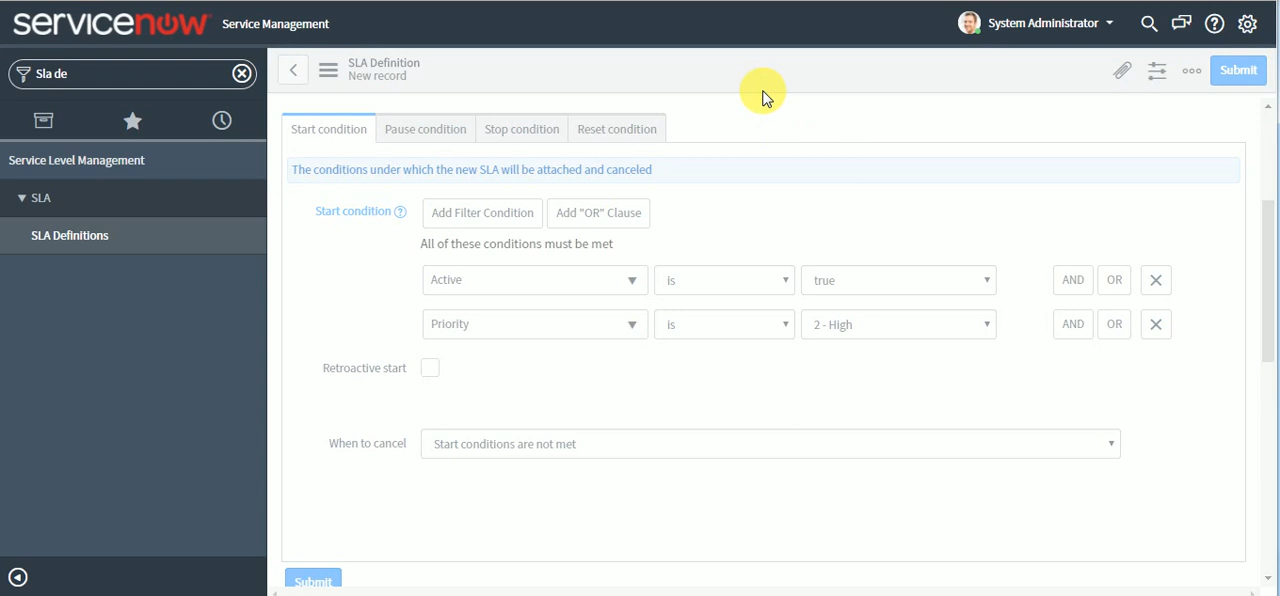 servicenow Service Management System Administrator
Sla de
SLA Definition
New record
Submit
Service Level Management
SLA
SLA Definitions
Start condition Pause condition Stop condition Reset condition
The conditions under which the new SLA will be attached and canceled
Start condition Add Filter Condition Add "OR" Clause
All of these conditions must be met
Active is true AND OR
Priority is 2 - High AND OR
Retroactive start
When to cancel Start conditions are not met
Submit